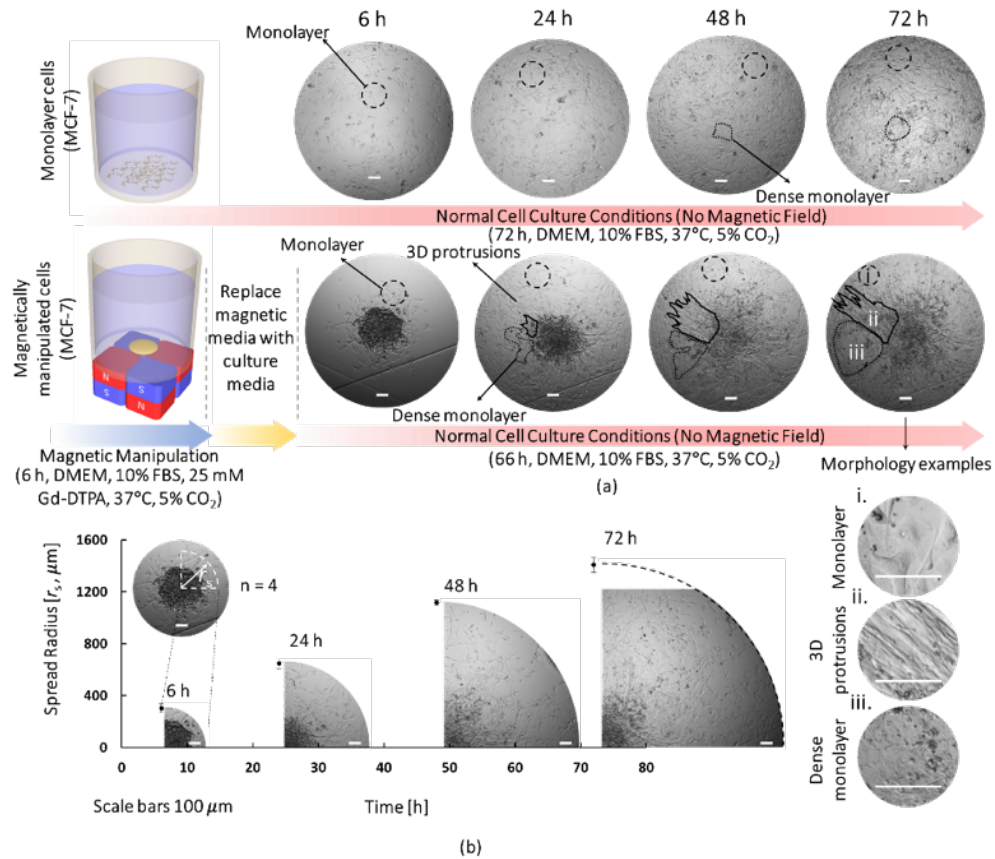 6 h
24 h
48 h
72 h
Monolayer cells
(MCF-7)
Monolayer
Dense monolayer
Normal Cell Culture Conditions (No Magnetic Field)
(72 h, DMEM, 10% FBS, 37°C, 5% CO₂)
Magnetically
manipulated cells
(MCF-7)
N
S
S
N
Replace
magnetic
media with
culture
media
Monolayer
3D protrusions
Dense monolayer
i
ii
iii
Normal Cell Culture Conditions (No Magnetic Field)
(66 h, DMEM, 10% FBS, 37°C, 5% CO₂)
Magnetic Manipulation
(6 h, DMEM, 10% FBS, 25 mM
Gd-DTPA, 37°C, 5% CO₂)
(a)
Morphology examples
i.
Monolayer
ii.
3D
protrusions
iii.
Dense
monolayer
Spread Radius [rₛ, μm]
1600
1200
800
400
0
n = 4
6 h
24 h
48 h
72 h
0
10
20
30
40
50
60
70
80
Scale bars 100 μm
Time [h]
(b)